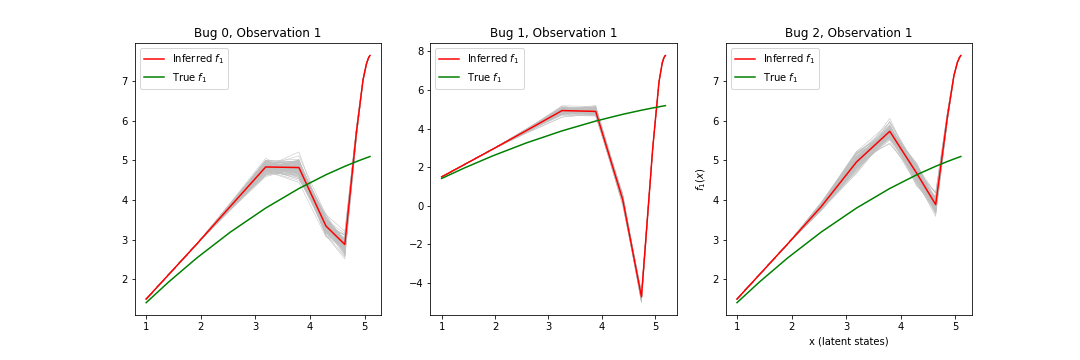 Bug 0, Observation 1
Inferred f₁
True f₁
7
6
5
4
3
2
1 2 3 4 5
Bug 1, Observation 1
Inferred f₁
True f₁
8
6
4
2
0
−2
−4
1 2 3 4 5
Bug 2, Observation 1
Inferred f₁
True f₁
f₁(x)
7
6
5
4
3
2
1 2 3 4 5
x (latent states)